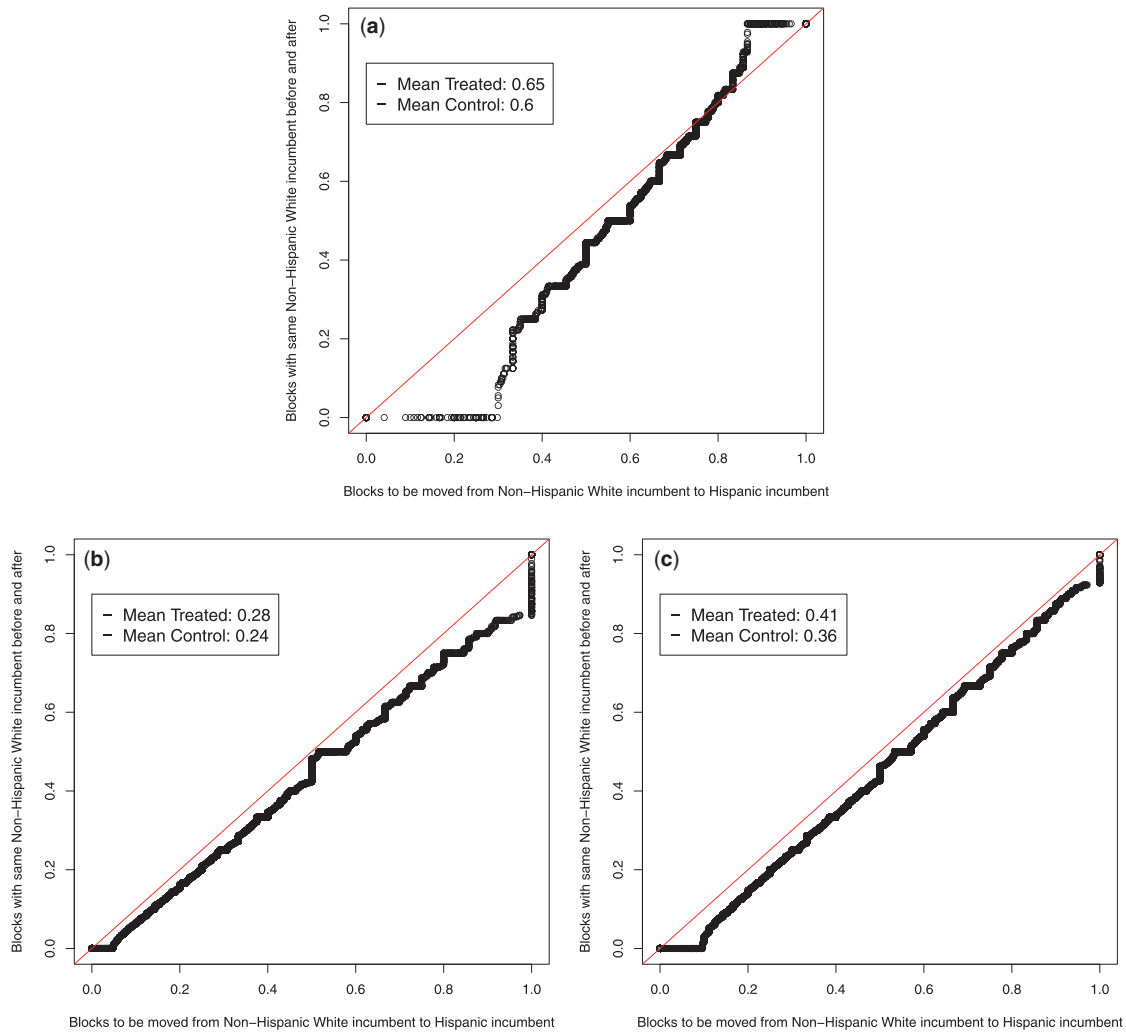 (a)
Mean Treated: 0.65
Mean Control: 0.6
Blocks with same Non−Hispanic White incumbent before and after
1.0
0.8
0.6
0.4
0.2
0.0
0.0 0.2 0.4 0.6 0.8 1.0
Blocks to be moved from Non−Hispanic White incumbent to Hispanic incumbent
(b)
Mean Treated: 0.28
Mean Control: 0.24
Blocks with same Non−Hispanic White incumbent before and after
1.0
0.8
0.6
0.4
0.2
0.0
0.0 0.2 0.4 0.6 0.8 1.0
Blocks to be moved from Non−Hispanic White incumbent to Hispanic incumbent
(c)
Mean Treated: 0.41
Mean Control: 0.36
Blocks with same Non−Hispanic White incumbent before and after
1.0
0.8
0.6
0.4
0.2
0.0
0.0 0.2 0.4 0.6 0.8 1.0
Blocks to be moved from Non−Hispanic White incumbent to Hispanic incumbent